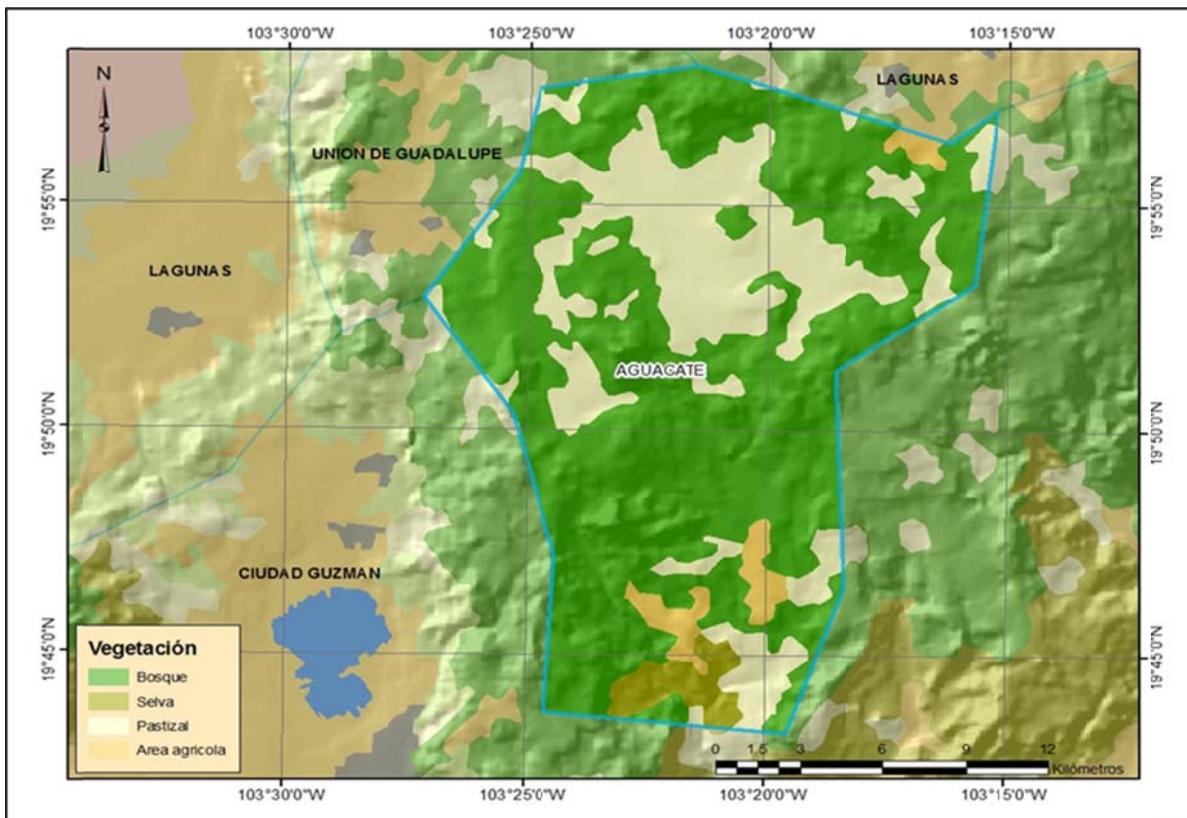 103°30'0"W 103°25'0"W 103°20'0"W 103°15'0"W
N
LAGUNAS
UNION DE GUADALUPE
19°55'0"N
19°55'0"N
LAGUNAS
AGUACATE
19°50'0"N
19°50'0"N
CIUDAD GUZMAN
19°45'0"N
19°45'0"N
Vegetación
Bosque
Selva
Pastizal
Area agricola
0 1.5 3 6 9 12
Kilómetros
103°30'0"W 103°25'0"W 103°20'0"W 103°15'0"W